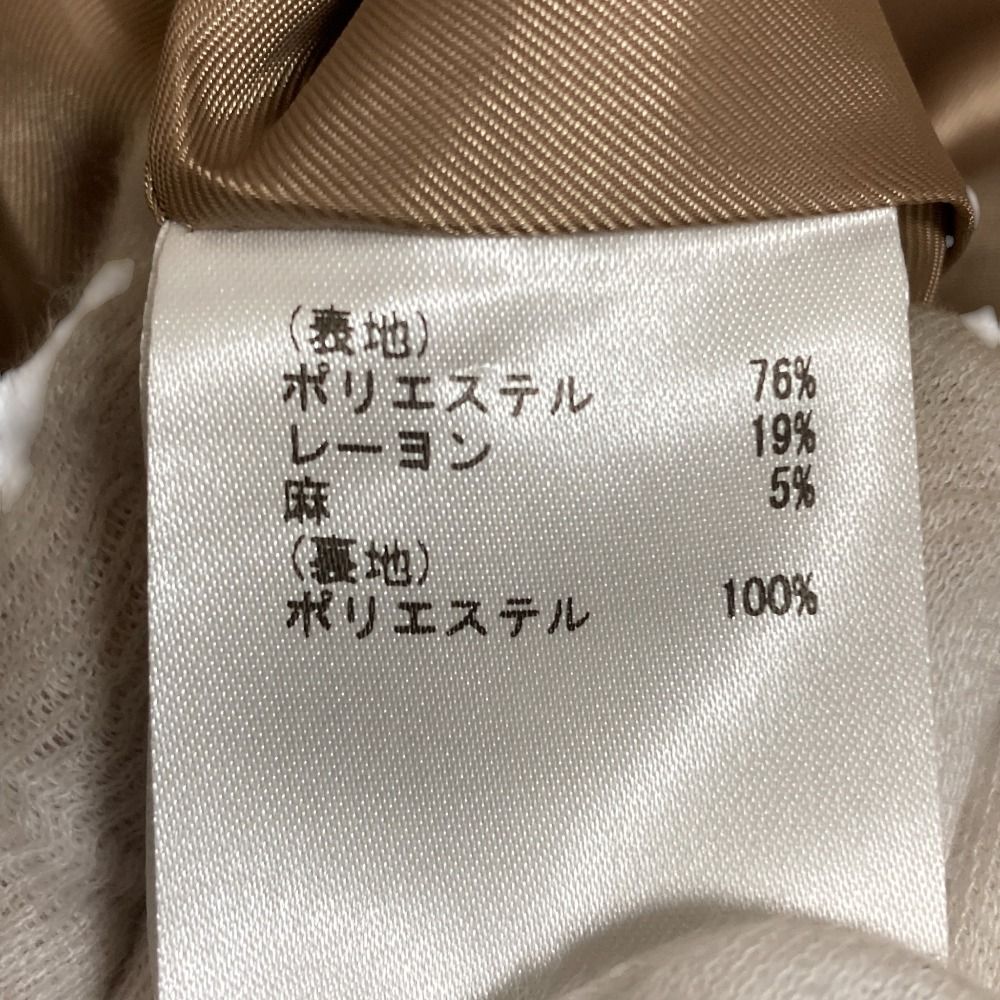 (表地)
ポリエステル 76%
レーヨン 19%
麻 5%
(裏地)
ポリエステル 100%